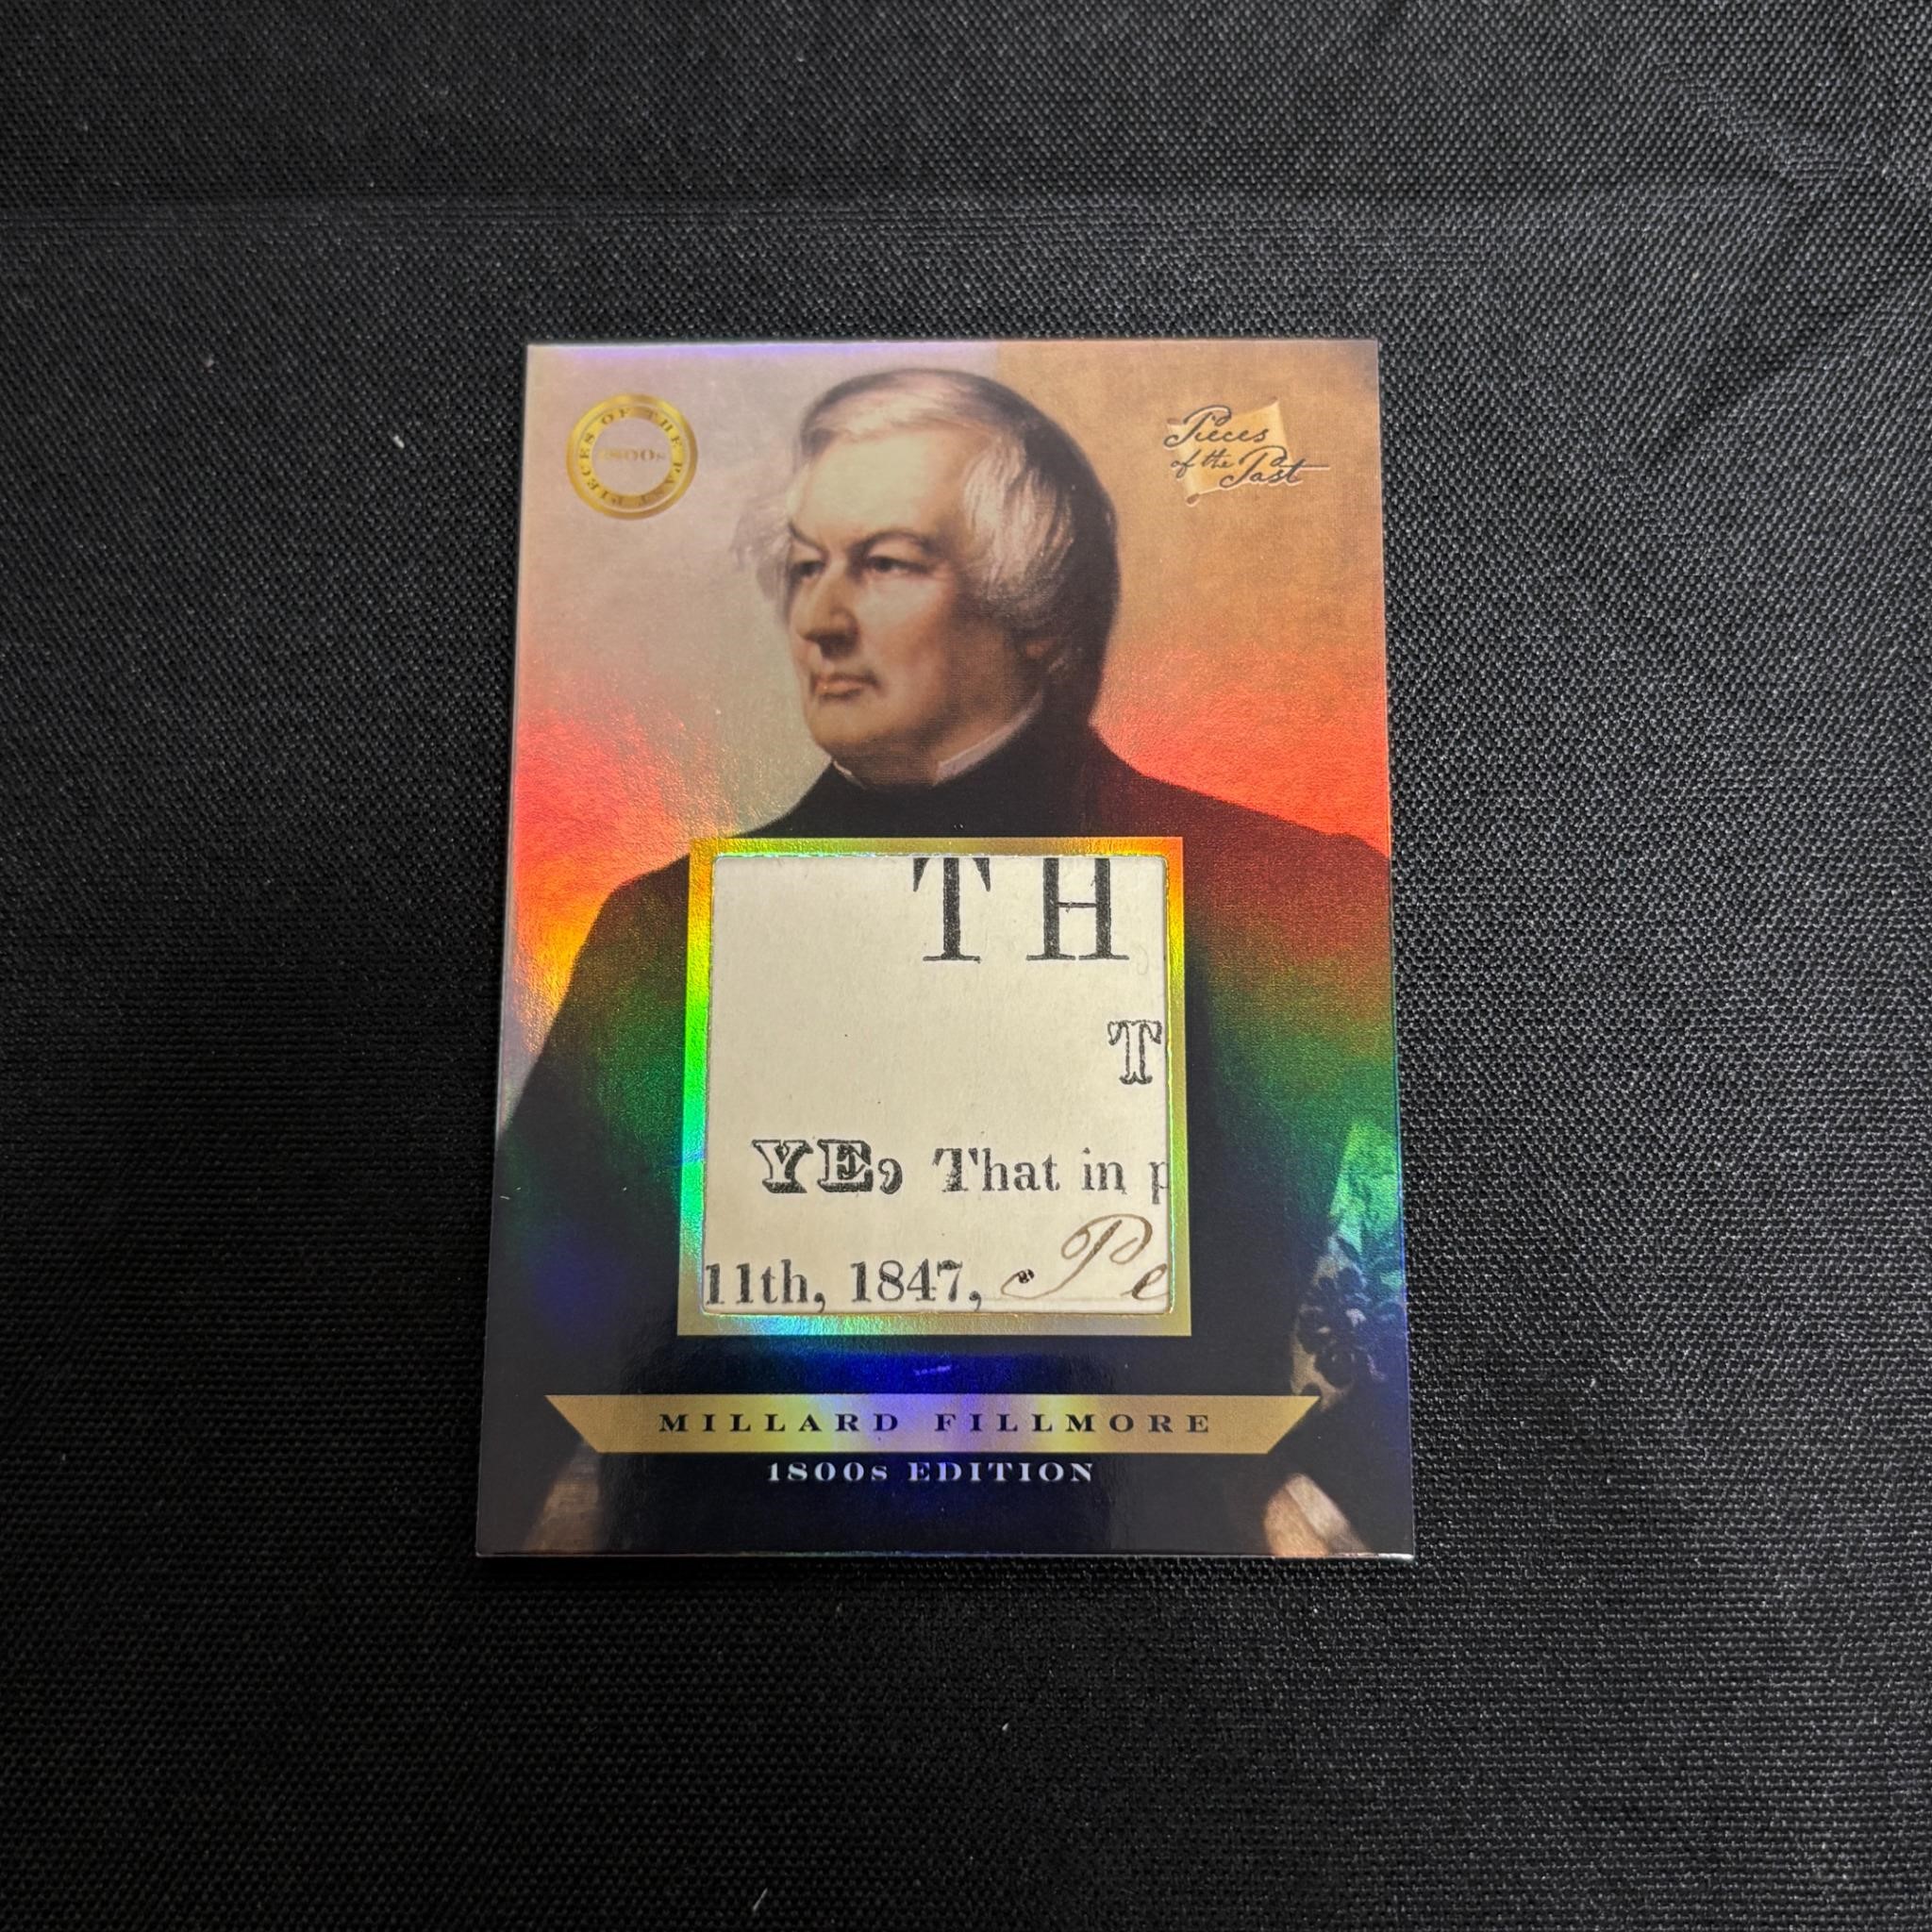 PIECES OF THE PAST
1800s
Pieces
of the Past
TH
T
YE, That in p
11th, 1847, Pe
MILLARD FILLMORE
1800s EDITION